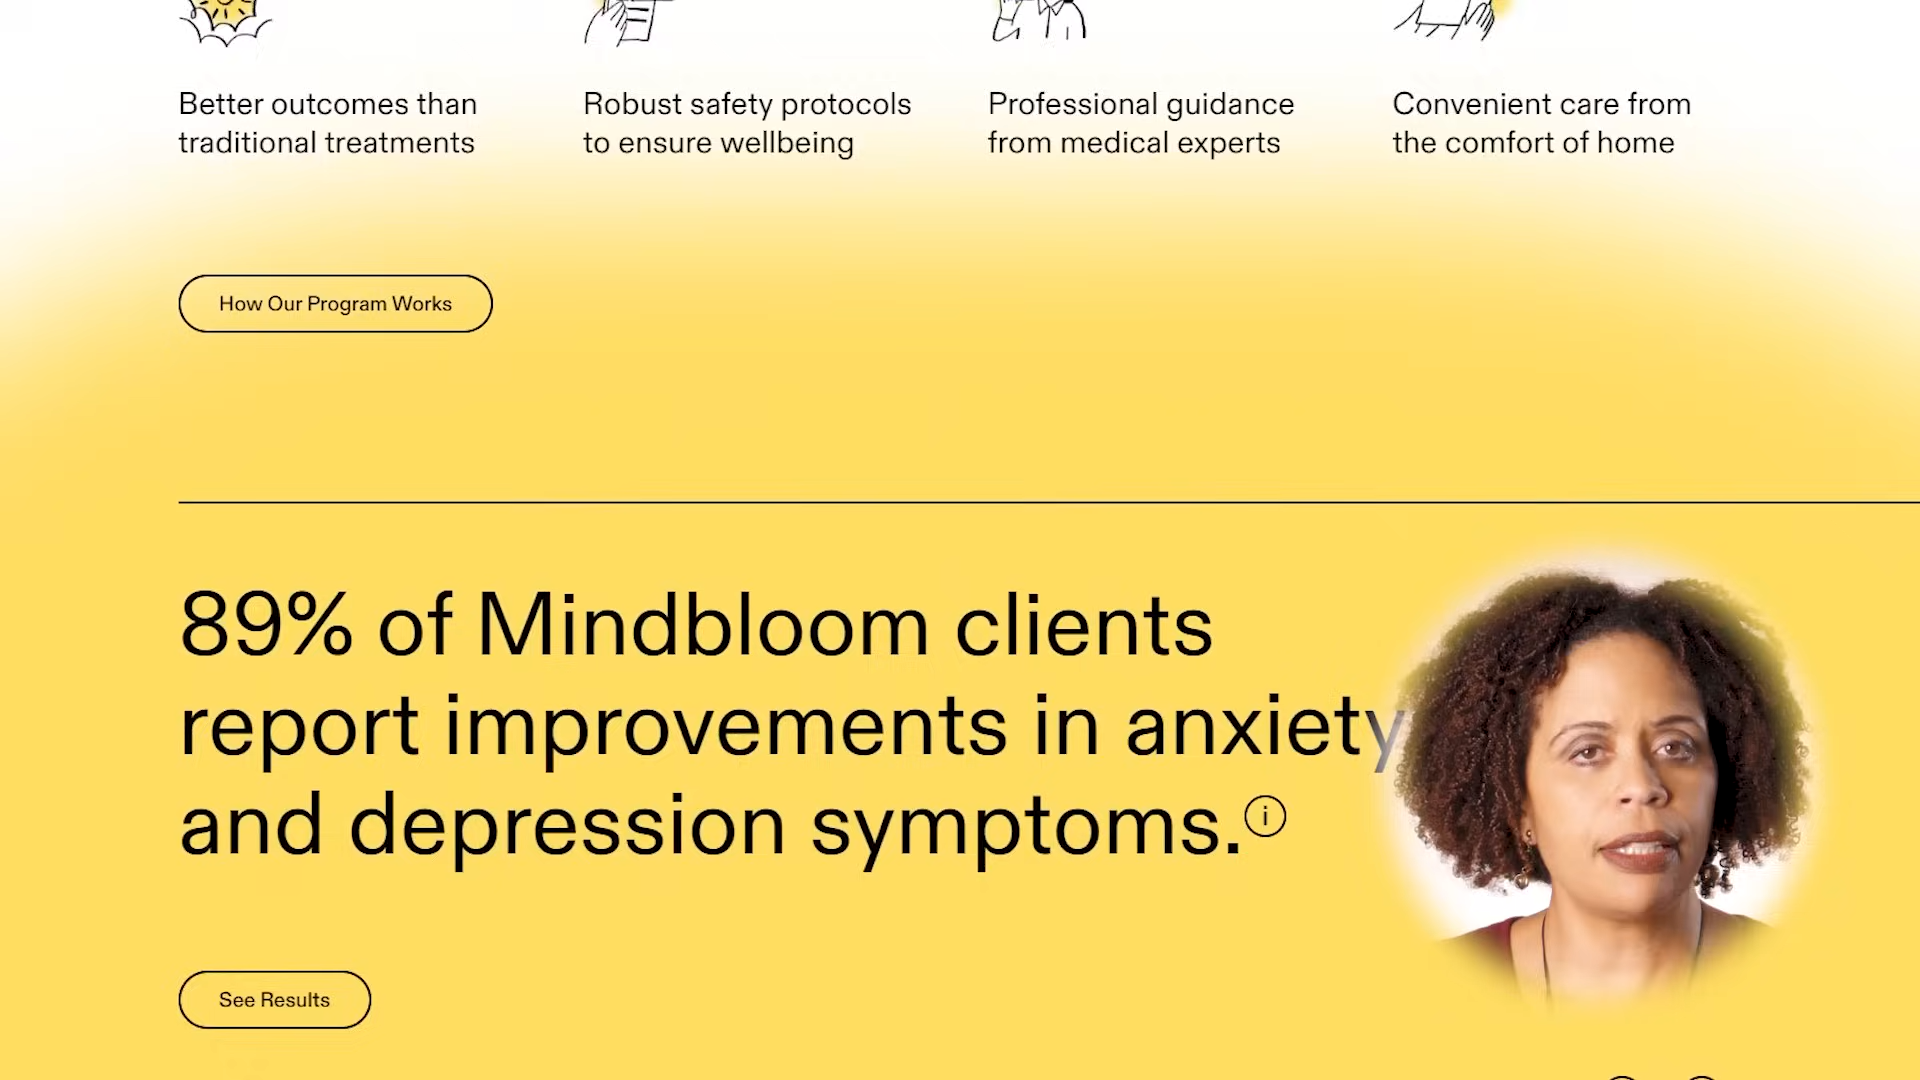 Better outcomes than
traditional treatments
Robust safety protocols
to ensure wellbeing
Professional guidance
from medical experts
Convenient care from
the comfort of home
How Our Program Works
89% of Mindbloom clients
report improvements in anxiety
and depression symptoms.
i
See Results